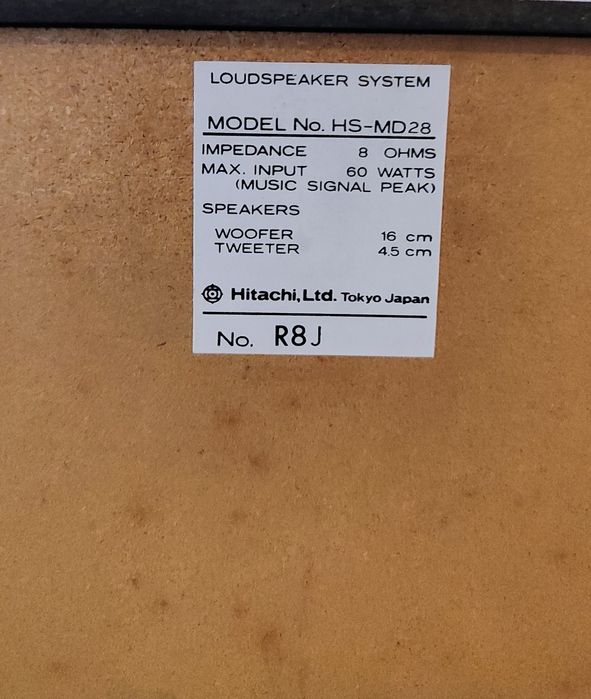 LOUDSPEAKER SYSTEM
MODEL No. HS-MD28
IMPEDANCE 8 OHMS
MAX. INPUT 60 WATTS
(MUSIC SIGNAL PEAK)
SPEAKERS
WOOFER 16 cm
TWEETER 4.5 cm
Hitachi, Ltd. Tokyo Japan
No. R8J